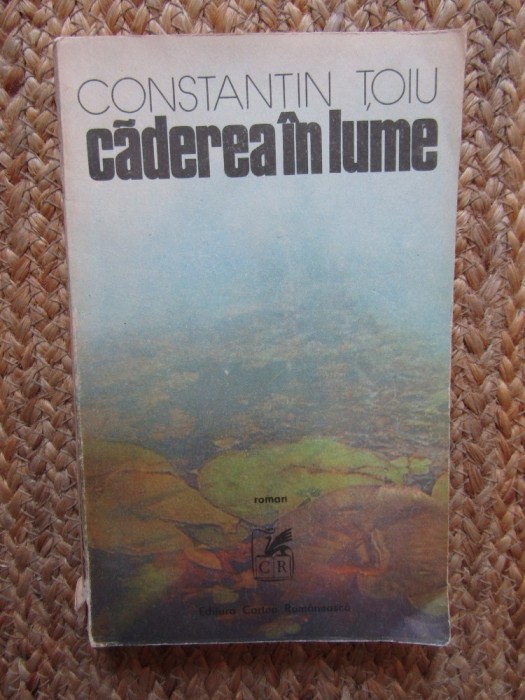 CONSTANTIN ȚOIU
căderea în lume
roman
CR
Editura Cartea Românească